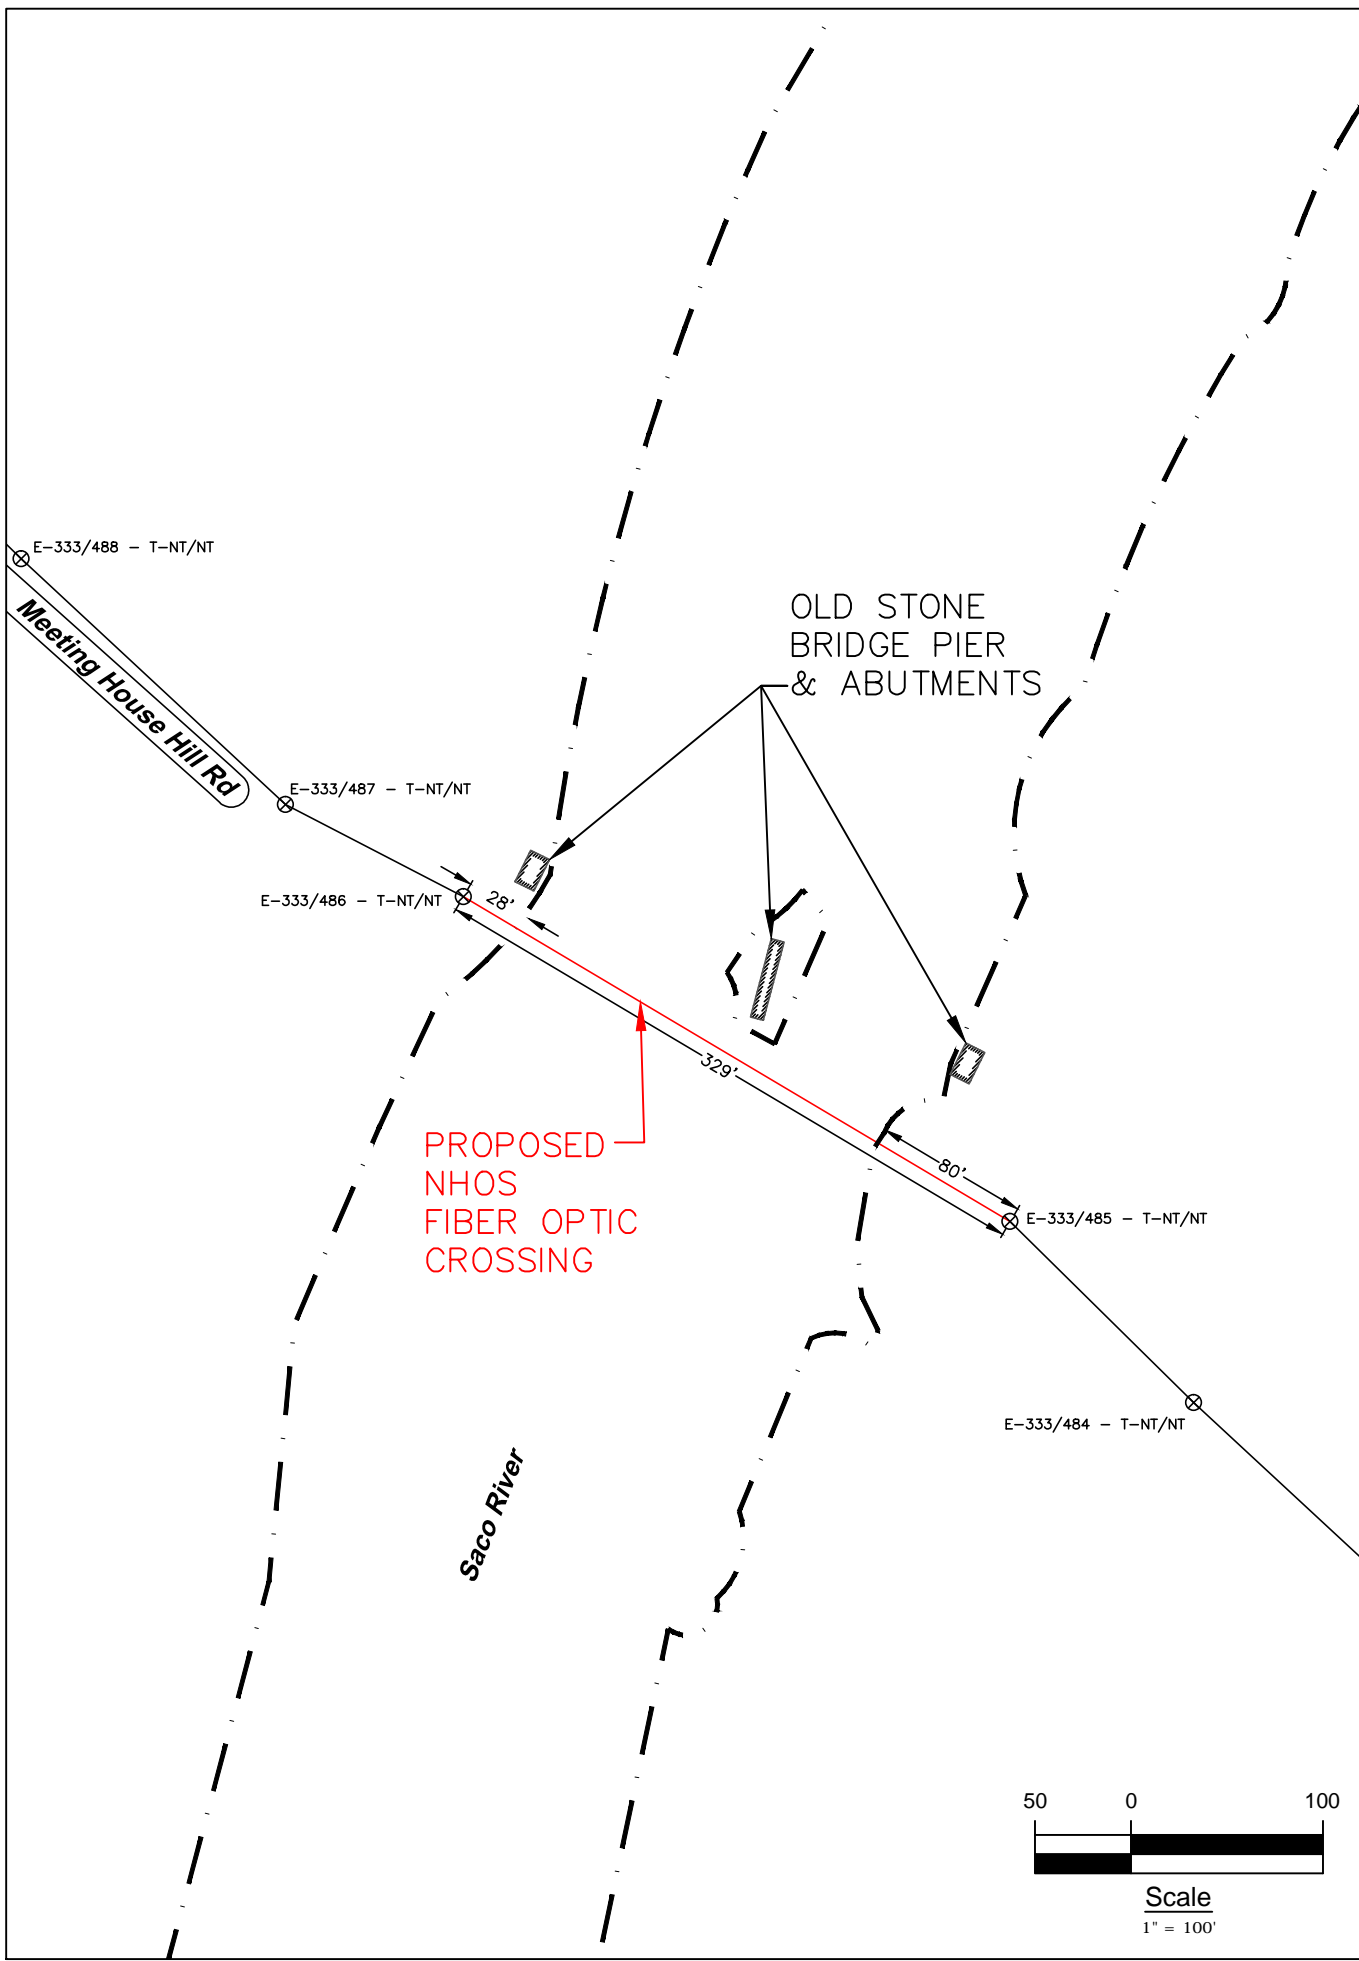 E-333/488 - T-NT/NT
Meeting House Hill Rd
OLD STONE
BRIDGE PIER
& ABUTMENTS
E-333/487 - T-NT/NT
E-333/486 - T-NT/NT
28'
329'
PROPOSED
NHOS
FIBER OPTIC
CROSSING
80'
E-333/485 - T-NT/NT
E-333/484 - T-NT/NT
Saco River
50 0 100
Scale
1" = 100'